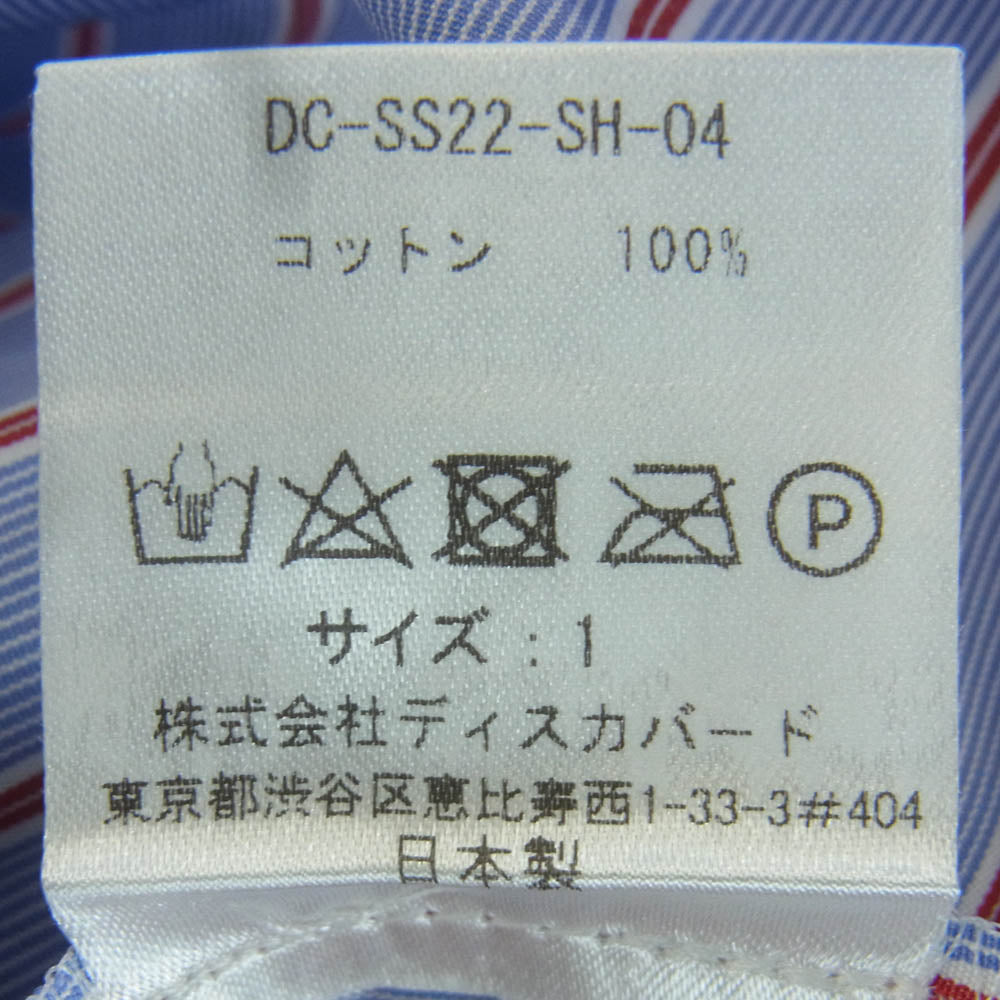 DC-SS22-SH-04
コットン 100%
P
サイズ : 1
株式会社ディスカバード
東京都渋谷区恵比寿西1-33-3#404
日本製